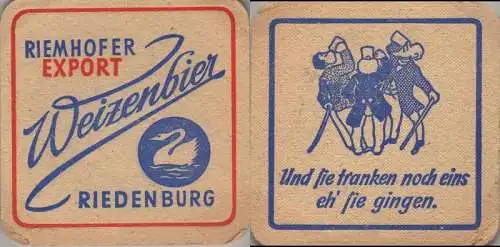 RIEMHOFER
EXPORT
Weizenbier
RIEDENBURG
Und sie tranken noch eins
eh' sie gingen.